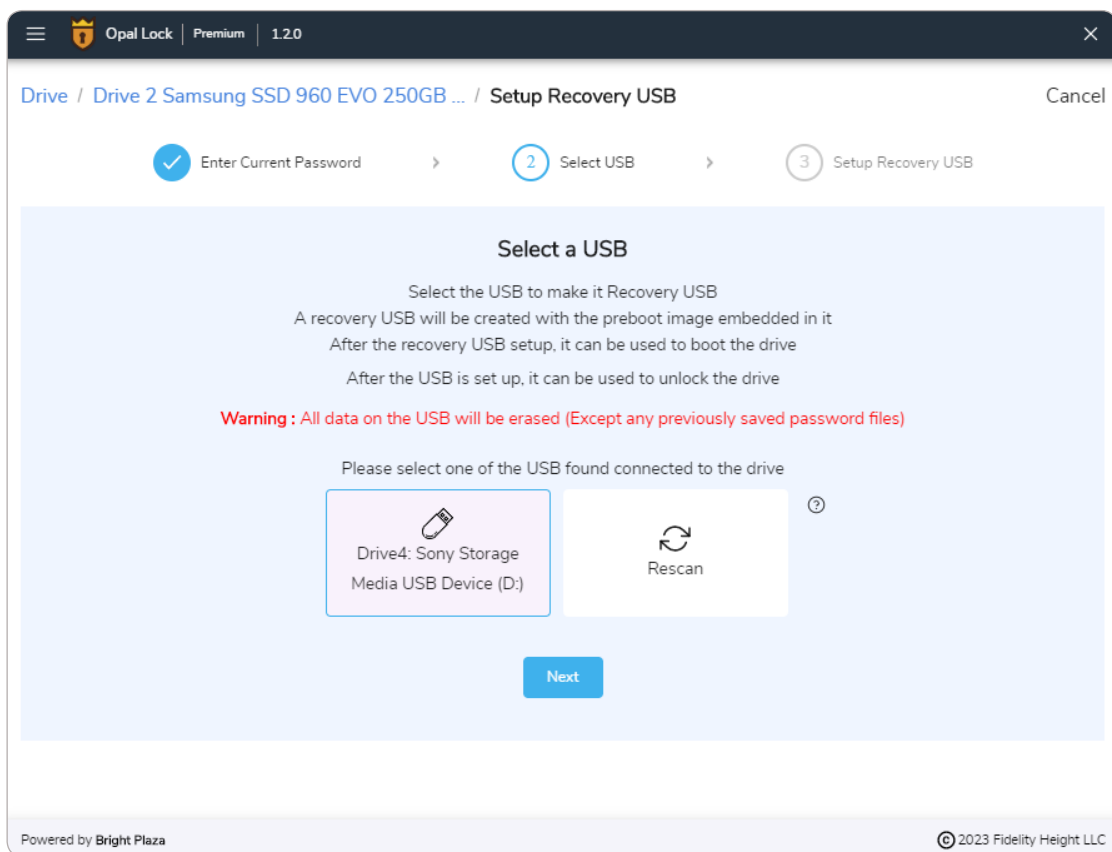 Opal Lock | Premium | 1.2.0
Drive / Drive 2 Samsung SSD 960 EVO 250GB ... / Setup Recovery USB Cancel
Enter Current Password > 2 Select USB > 3 Setup Recovery USB
Select a USB
Select the USB to make it Recovery USB
A recovery USB will be created with the preboot image embedded in it
After the recovery USB setup, it can be used to boot the drive
After the USB is set up, it can be used to unlock the drive
Warning : All data on the USB will be erased (Except any previously saved password files)
Please select one of the USB found connected to the drive
Drive4: Sony Storage
Media USB Device (D:)
Rescan
Next
Powered by Bright Plaza © 2023 Fidelity Height LLC